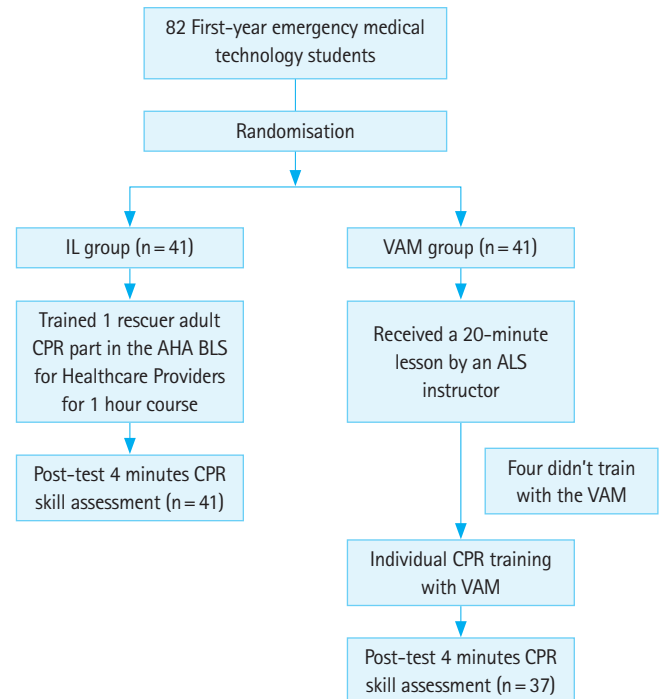 82 First-year emergency medical
technology students
Randomisation
IL group (n = 41)
VAM group (n = 41)
Trained 1 rescuer adult
CPR part in the AHA BLS
for Healthcare Providers
for 1 hour course
Received a 20-minute
lesson by an ALS
instructor
Post-test 4 minutes CPR
skill assessment (n = 41)
Four didn't train
with the VAM
Individual CPR training
with VAM
Post-test 4 minutes CPR
skill assessment (n = 37)